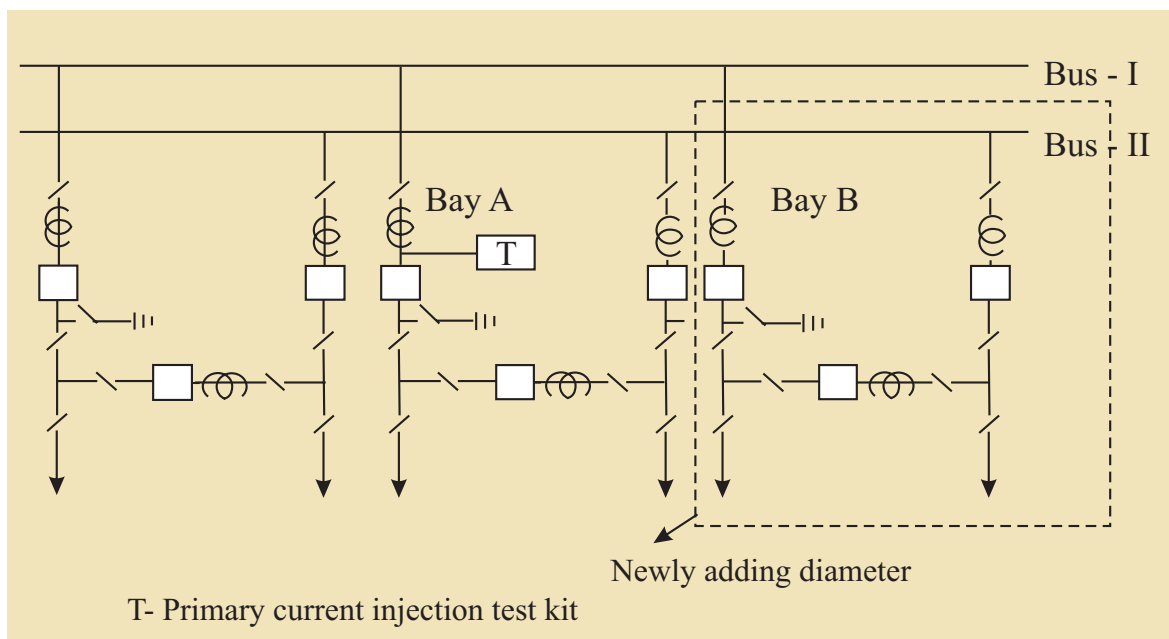 Bus - I
Bus - II
Bay A
Bay B
T
Newly adding diameter
T- Primary current injection test kit